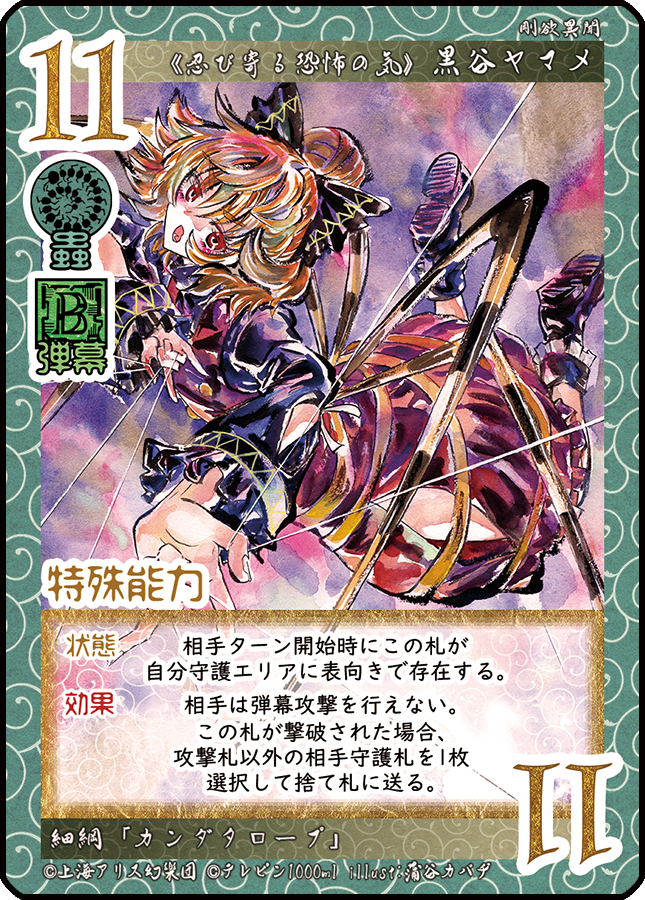 剛欲異聞
11
《忍び寄る恐怖の気》 黒谷ヤマメ
蟲
B
弾幕
特殊能力
状態
相手ターン開始時にこの札が
自分守護エリアに表向きで存在する。
効果
相手は弾幕攻撃を行えない。
この札が撃破された場合、
攻撃札以外の相手守護札を1枚
選択して捨て札に送る。
11
細綱「カンダタロープ」
©上海アリス幻樂団 ©テレピン1000ml illust:蒲谷カバヂ